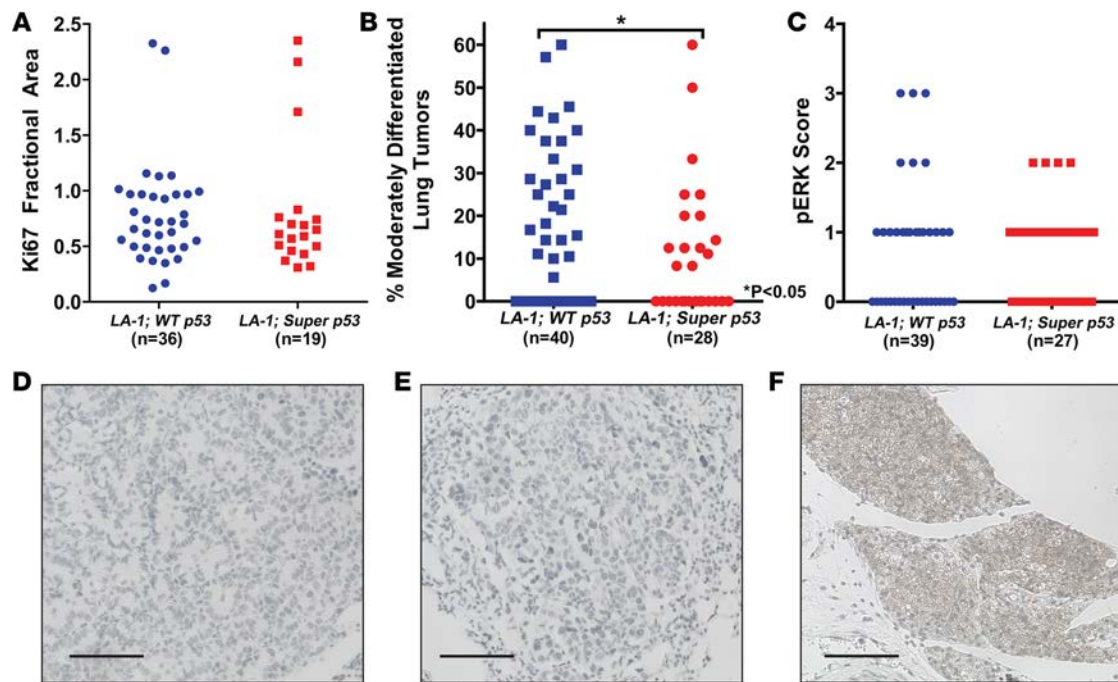 A
Ki67 Fractional Area
2.5
2.0
1.5
1.0
0.5
0.0
LA-1; WT p53
(n=36)
LA-1; Super p53
(n=19)
B
% Moderately Differentiated
Lung Tumors
60
50
40
30
20
10
0
*
*P<0.05
LA-1; WT p53
(n=40)
LA-1; Super p53
(n=28)
C
pERK Score
4
3
2
1
0
LA-1; WT p53
(n=39)
LA-1; Super p53
(n=27)
D
E
F